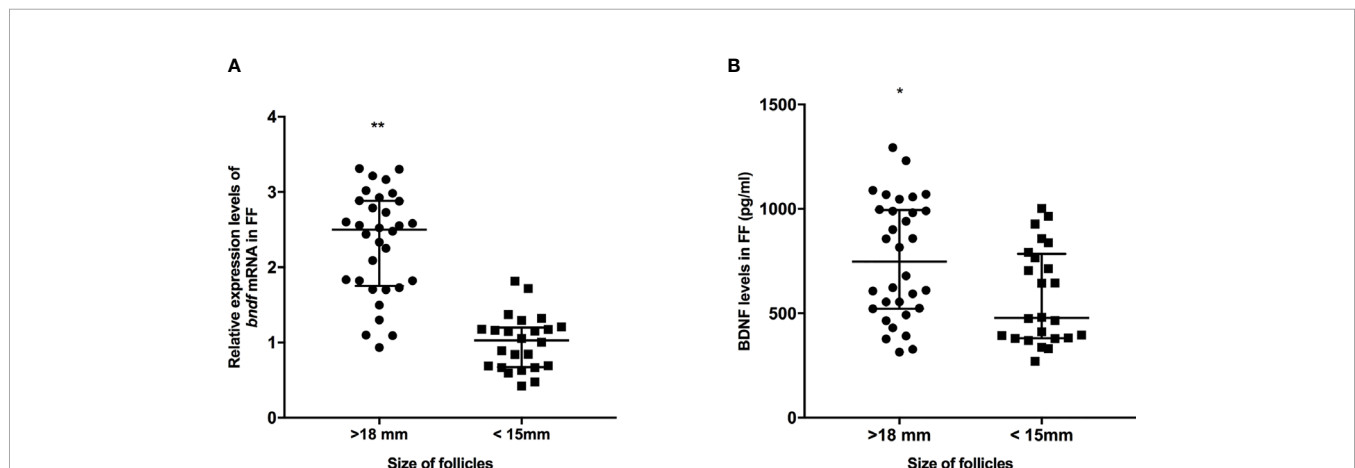 A
**
4
3
2
1
0
Relative expression levels of
bndf mRNA in FF
>18 mm
< 15mm
Size of follicles
B
*
1500
1000
500
0
BDNF levels in FF (pg/ml)
>18 mm
< 15mm
Size of follicles